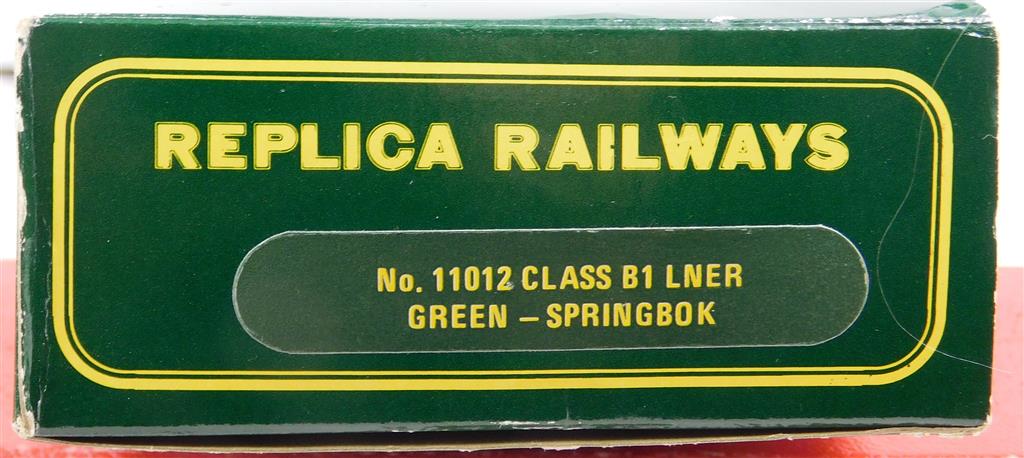 REPLICA RAILWAYS
No. 11012 CLASS B1 LNER
GREEN – SPRINGBOK